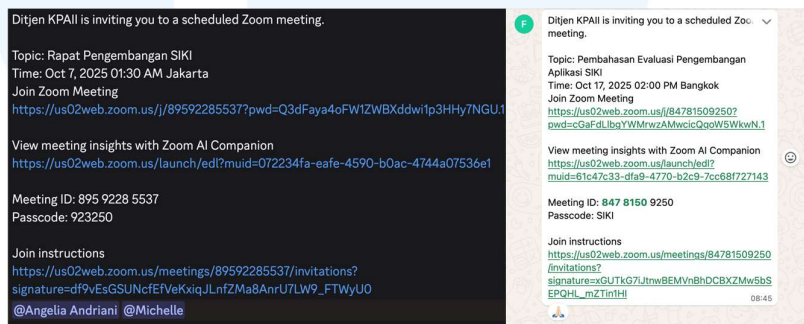 Ditjen KPAII is inviting you to a scheduled Zoom meeting.
Topic: Rapat Pengembangan SIKI
Time: Oct 7, 2025 01:30 AM Jakarta
Join Zoom Meeting
https://us02web.zoom.us/j/89592285537?pwd=Q3dFaya4oFW1ZWBXddwi1p3HHy7NGU.1
View meeting insights with Zoom AI Companion
https://us02web.zoom.us/launch/edl?muid=072234fa-eafe-4590-b0ac-4744a07536e1
Meeting ID: 895 9228 5537
Passcode: 923250
Join instructions
https://us02web.zoom.us/meetings/89592285537/invitations?
signature=df9vEsGSUNcfEfVeKxiqJLnfZMa8AnrU7LW9_FTWyU0
@Angelia Andriani @Michelle
F
Ditjen KPAII is inviting you to a scheduled Zoo
meeting.
Topic: Pembahasan Evaluasi Pengembangan
Aplikasi SIKI
Time: Oct 17, 2025 02:00 PM Bangkok
Join Zoom Meeting
https://us02web.zoom.us/j/84781509250?
pwd=cGaFdLlbgYWMrwzAMwcicQqoW5WkwN.1
View meeting insights with Zoom AI Companion
https://us02web.zoom.us/launch/edl?
muid=61c47c33-dfa9-4770-b2c9-7cc68f727143
Meeting ID: 847 8150 9250
Passcode: SIKI
Join instructions
https://us02web.zoom.us/meetings/84781509250
/invitations?
signature=xGUTkG7iJtnwBEMVnBhDCBXZMw5bS
EPQHL_mZTin1HI
08:45